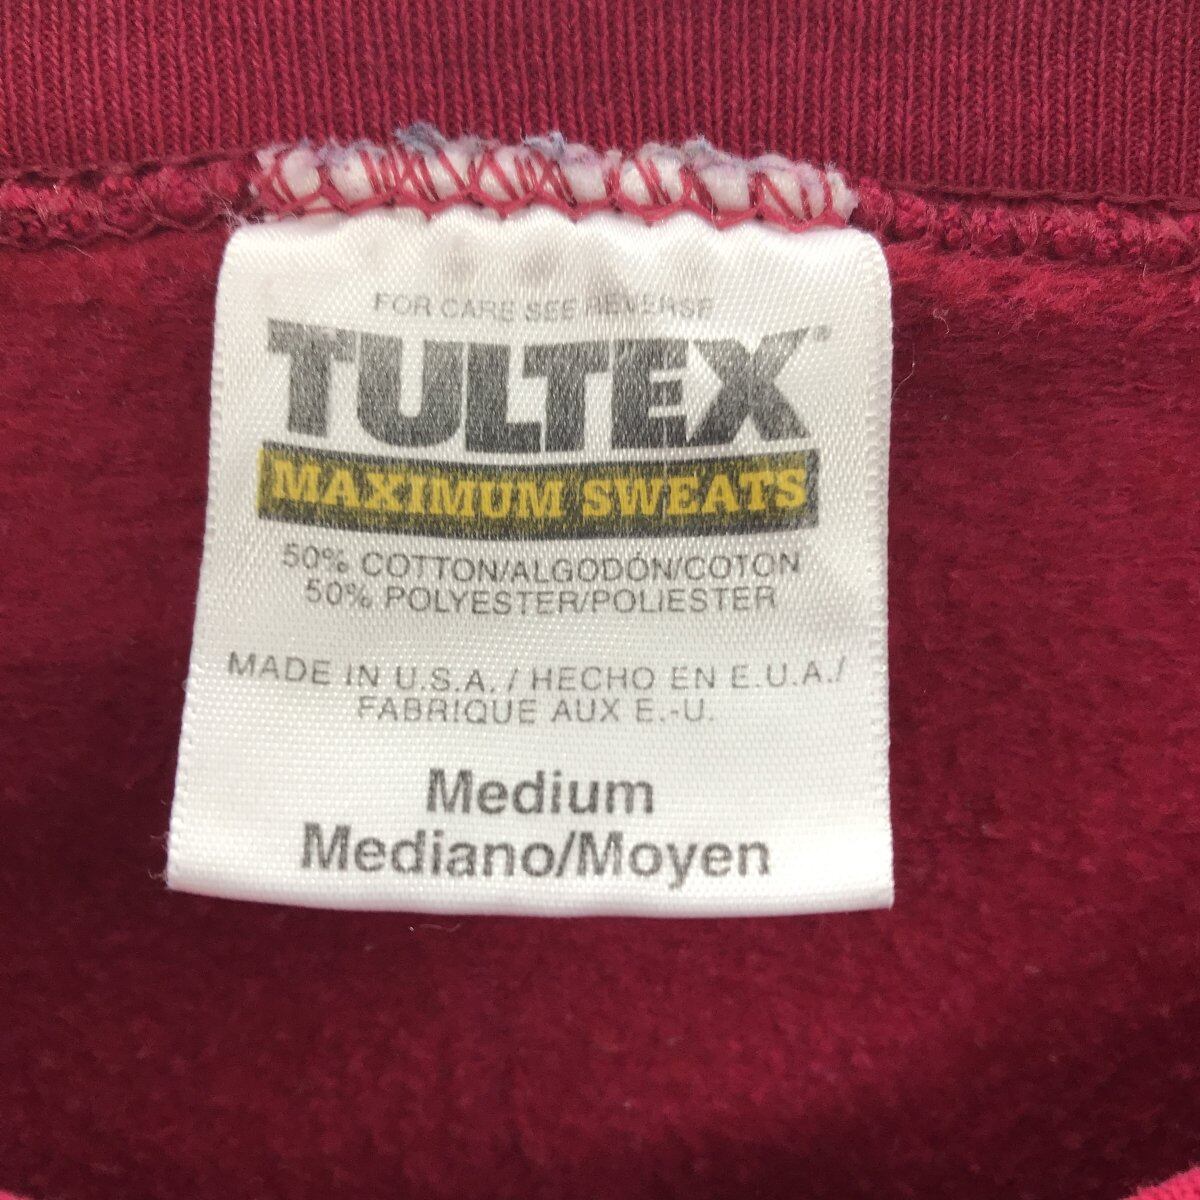 FOR CARE SEE REVERSE
TULTEX®
MAXIMUM SWEATS
50% COTTON/ALGODÓN/COTON
50% POLYESTER/POLIESTER
MADE IN U.S.A. / HECHO EN E.U.A./
FABRIQUE AUX E.-U.
Medium
Mediano/Moyen